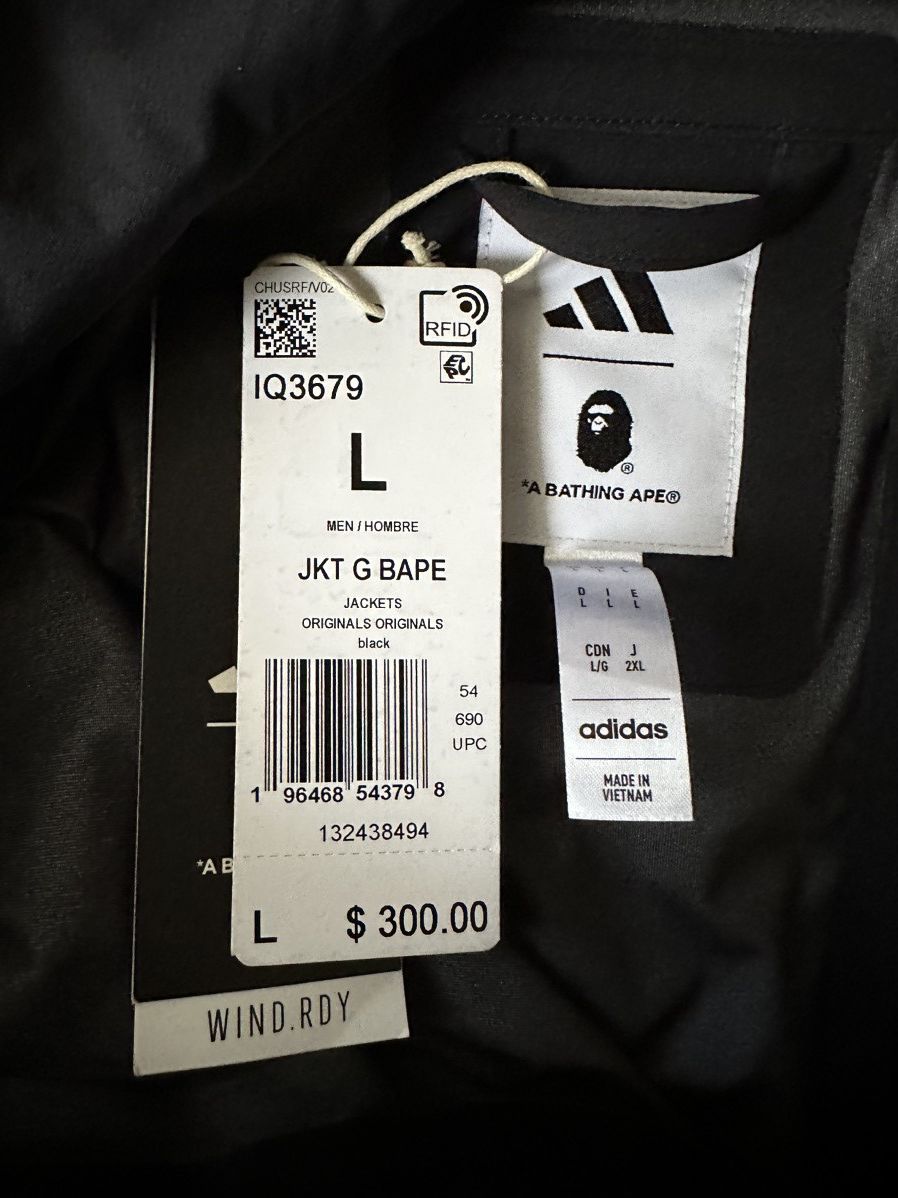 CHUSRF/V02
RFID
EPC
IQ3679
L
MEN / HOMBRE
JKT G BAPE
JACKETS
ORIGINALS ORIGINALS
black
54
690
UPC
1 96468 54379 8
132438494
L $ 300.00
*A B
WIND.RDY
®
*A BATHING APE®
D I E
L L L
CDN J
L/G 2XL
adidas
MADE IN
VIETNAM